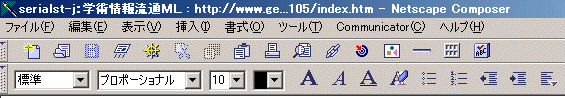 serialst-j:学術情報流通ML : http://www.ge...105/index.htm - Netscape Composer
ファイル(F) 編集(E) 表示(V) 挿入(I) 書式(O) ツール(T) Communicator(C) ヘルプ(H)
標準 プロポーショナル 10 A A A A